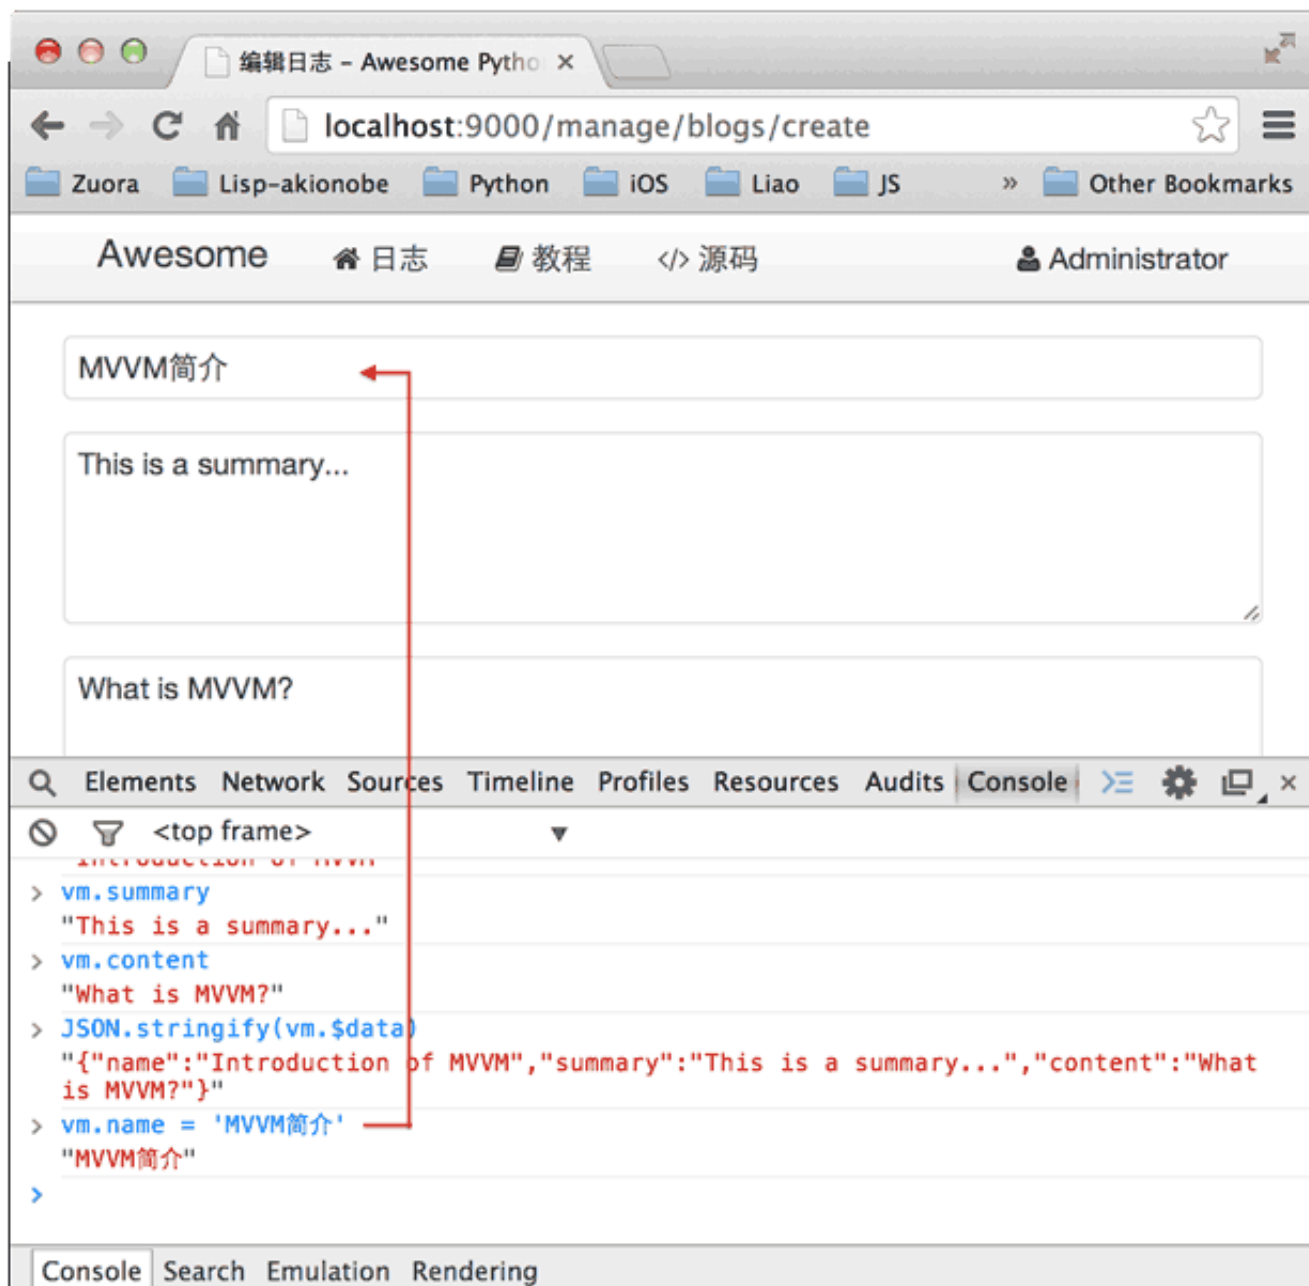 编辑日志 – Awesome Pytho
localhost:9000/manage/blogs/create
Zuora Lisp-akionobe Python iOS Liao JS » Other Bookmarks
Awesome 日志 教程 </> 源码 Administrator
MVVM简介
This is a summary...
What is MVVM?
Elements Network Sources Timeline Profiles Resources Audits Console
<top frame>
Introduction of MVVM
> vm.summary
"This is a summary..."
> vm.content
"What is MVVM?"
> JSON.stringify(vm.$data)
"{"name":"Introduction of MVVM","summary":"This is a summary...","content":"What
is MVVM?"}"
> vm.name = 'MVVM简介'
"MVVM简介"
>
Console Search Emulation Rendering